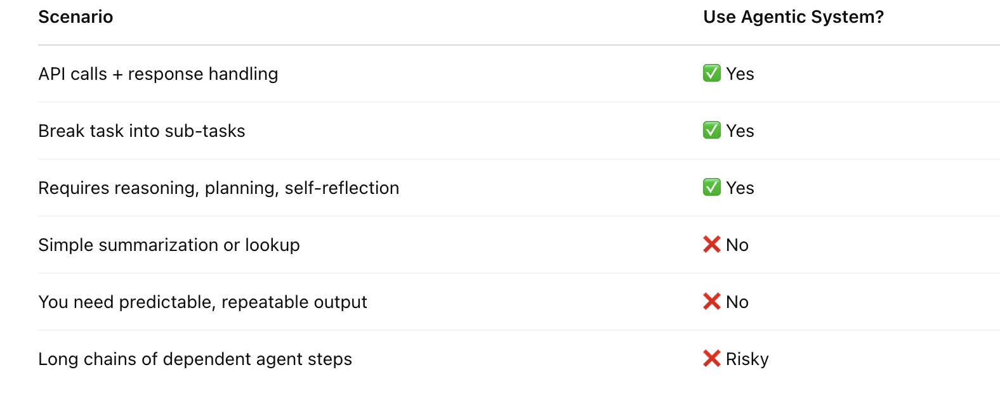 Scenario Use Agentic System?
API calls + response handling ✅ Yes
Break task into sub-tasks ✅ Yes
Requires reasoning, planning, self-reflection ✅ Yes
Simple summarization or lookup ❌ No
You need predictable, repeatable output ❌ No
Long chains of dependent agent steps ❌ Risky